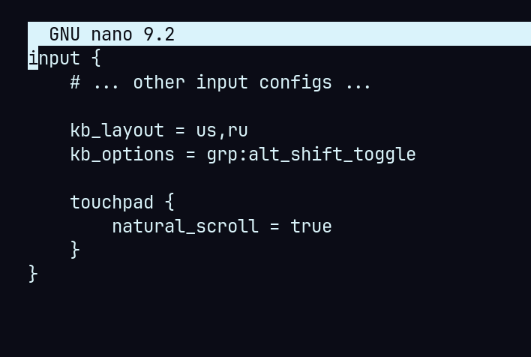 GNU nano 9.2
input {
    # ... other input configs ...
    kb_layout = us,ru
    kb_options = grp:alt_shift_toggle
    touchpad {
        natural_scroll = true
    }
}